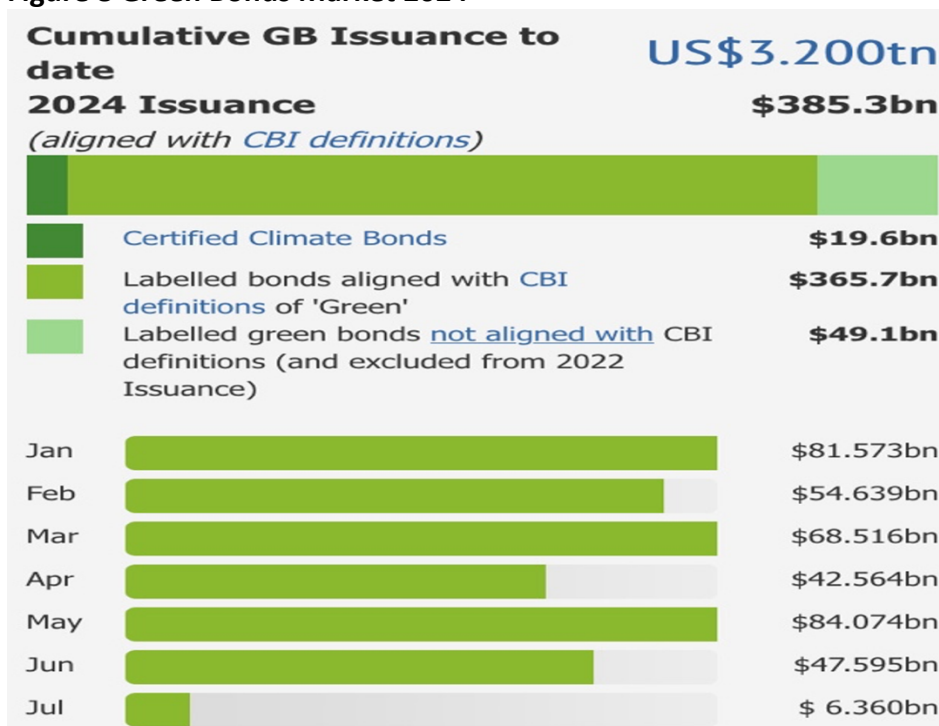 Cumulative GB Issuance to
date
US$3.200tn
2024 Issuance
$385.3bn
(aligned with CBI definitions)
Certified Climate Bonds
$19.6bn
Labelled bonds aligned with CBI
definitions of 'Green'
$365.7bn
Labelled green bonds not aligned with CBI
definitions (and excluded from 2022
Issuance)
$49.1bn
Jan $81.573bn
Feb $54.639bn
Mar $68.516bn
Apr $42.564bn
May $84.074bn
Jun $47.595bn
Jul $ 6.360bn